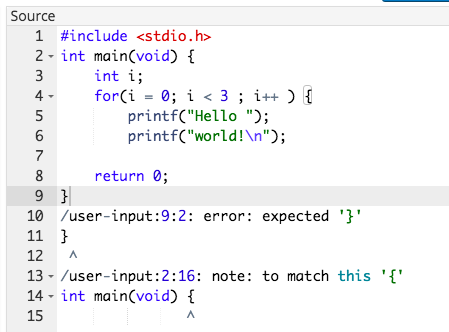 Source
1 #include <stdio.h>
2 int main(void) {
3     int i;
4     for(i = 0; i < 3 ; i++ ) {
5         printf("Hello ");
6         printf("world!\n");
7
8     return 0;
9 }
10 /user-input:9:2: error: expected '}'
11 }
12  ^
13 /user-input:2:16: note: to match this '{'
14 int main(void) {
15                ^